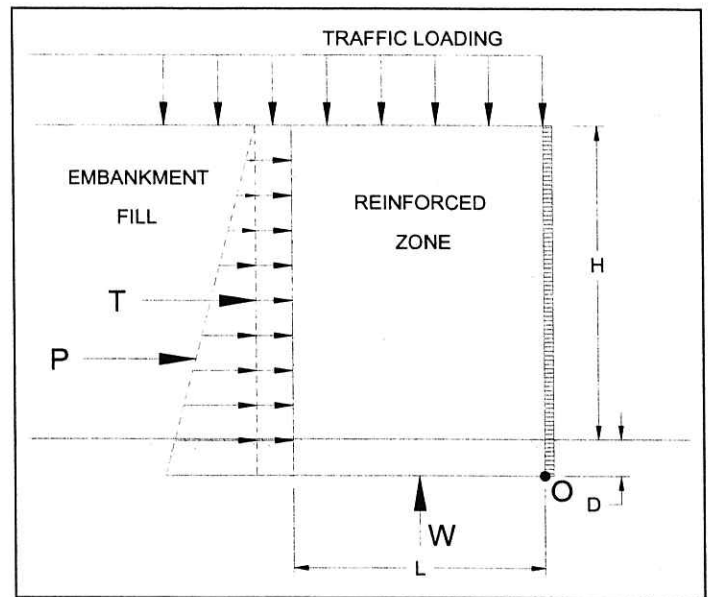 TRAFFIC LOADING
EMBANKMENT
FILL
REINFORCED
ZONE
H
T
P
O
D
W
L